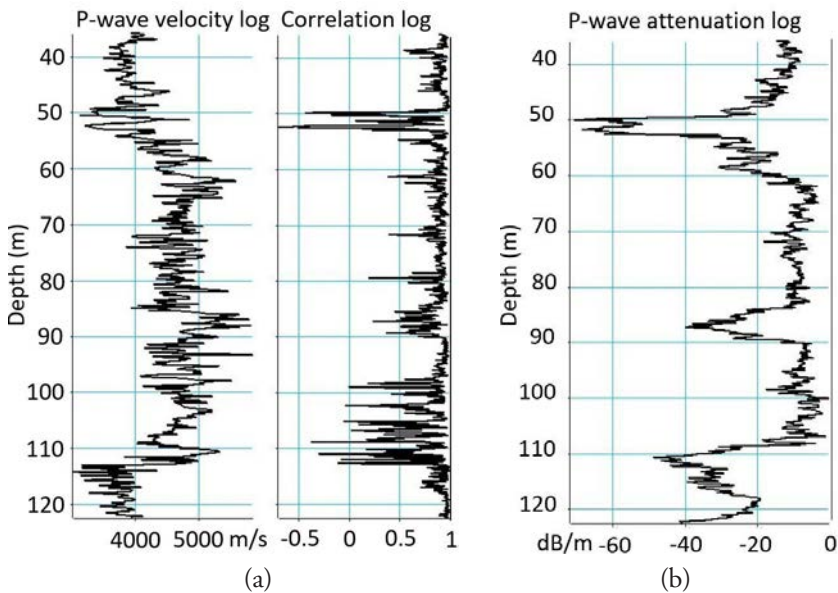 P-wave velocity log
Correlation log
P-wave attenuation log
Depth (m)
40
50
60
70
80
90
100
110
120
4000 5000 m/s
-0.5 0 0.5 1
Depth (m)
40
50
60
70
80
90
100
110
120
dB/m -60 -40 -20 0
(a)
(b)